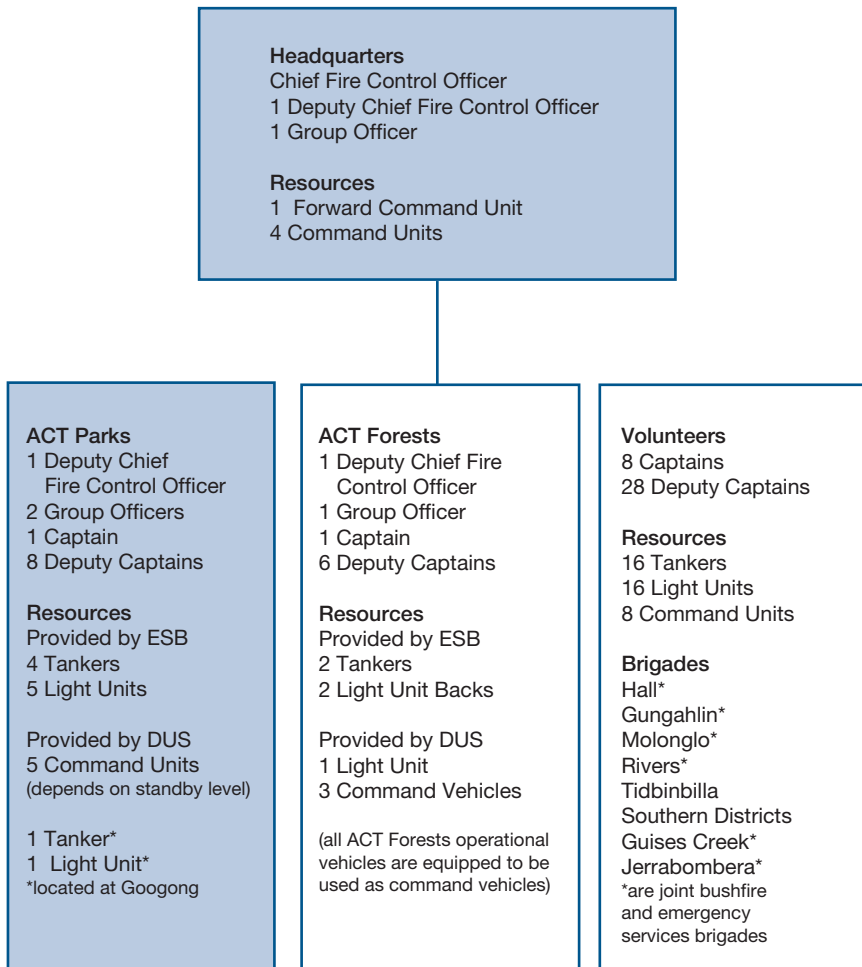 Headquarters
Chief Fire Control Officer
1 Deputy Chief Fire Control Officer
1 Group Officer
Resources
1 Forward Command Unit
4 Command Units
ACT Parks
1 Deputy Chief
Fire Control Officer
2 Group Officers
1 Captain
8 Deputy Captains
Resources
Provided by ESB
4 Tankers
5 Light Units
Provided by DUS
5 Command Units
(depends on standby level)
1 Tanker*
1 Light Unit*
*located at Googong
ACT Forests
1 Deputy Chief Fire
Control Officer
1 Group Officer
1 Captain
6 Deputy Captains
Resources
Provided by ESB
2 Tankers
2 Light Unit Backs
Provided by DUS
1 Light Unit
3 Command Vehicles
(all ACT Forests operational
vehicles are equipped to be
used as command vehicles)
Volunteers
8 Captains
28 Deputy Captains
Resources
16 Tankers
16 Light Units
8 Command Units
Brigades
Hall*
Gungahlin*
Molonglo*
Rivers*
Tidbinbilla
Southern Districts
Guises Creek*
Jerrabombera*
*are joint bushfire
and emergency
services brigades